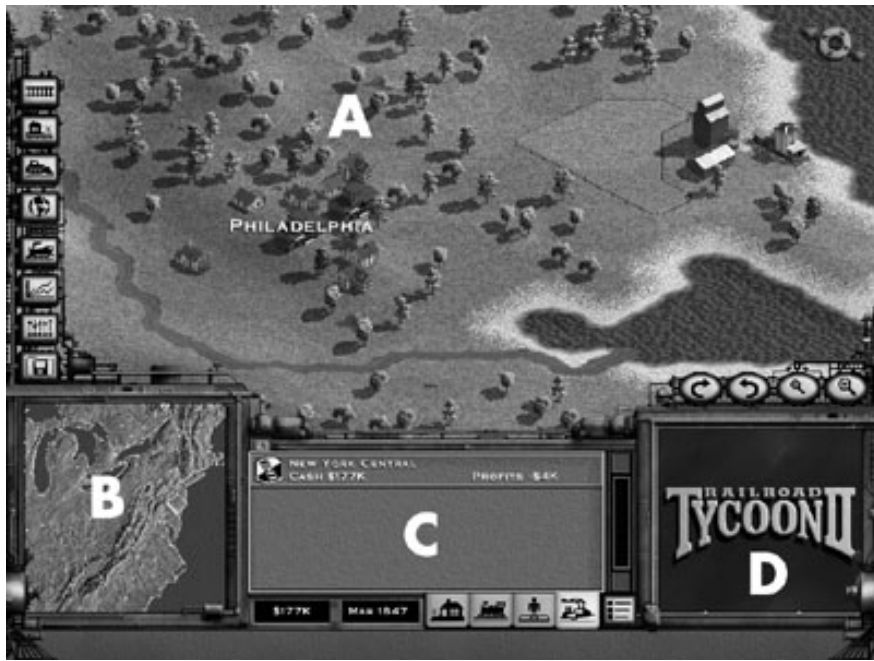 A
PHILADELPHIA
B
NEW YORK CENTRAL
CASH $177K PROFITS -$4K
C
$177K MAR 1847
RAILROAD
TYCOON II
D